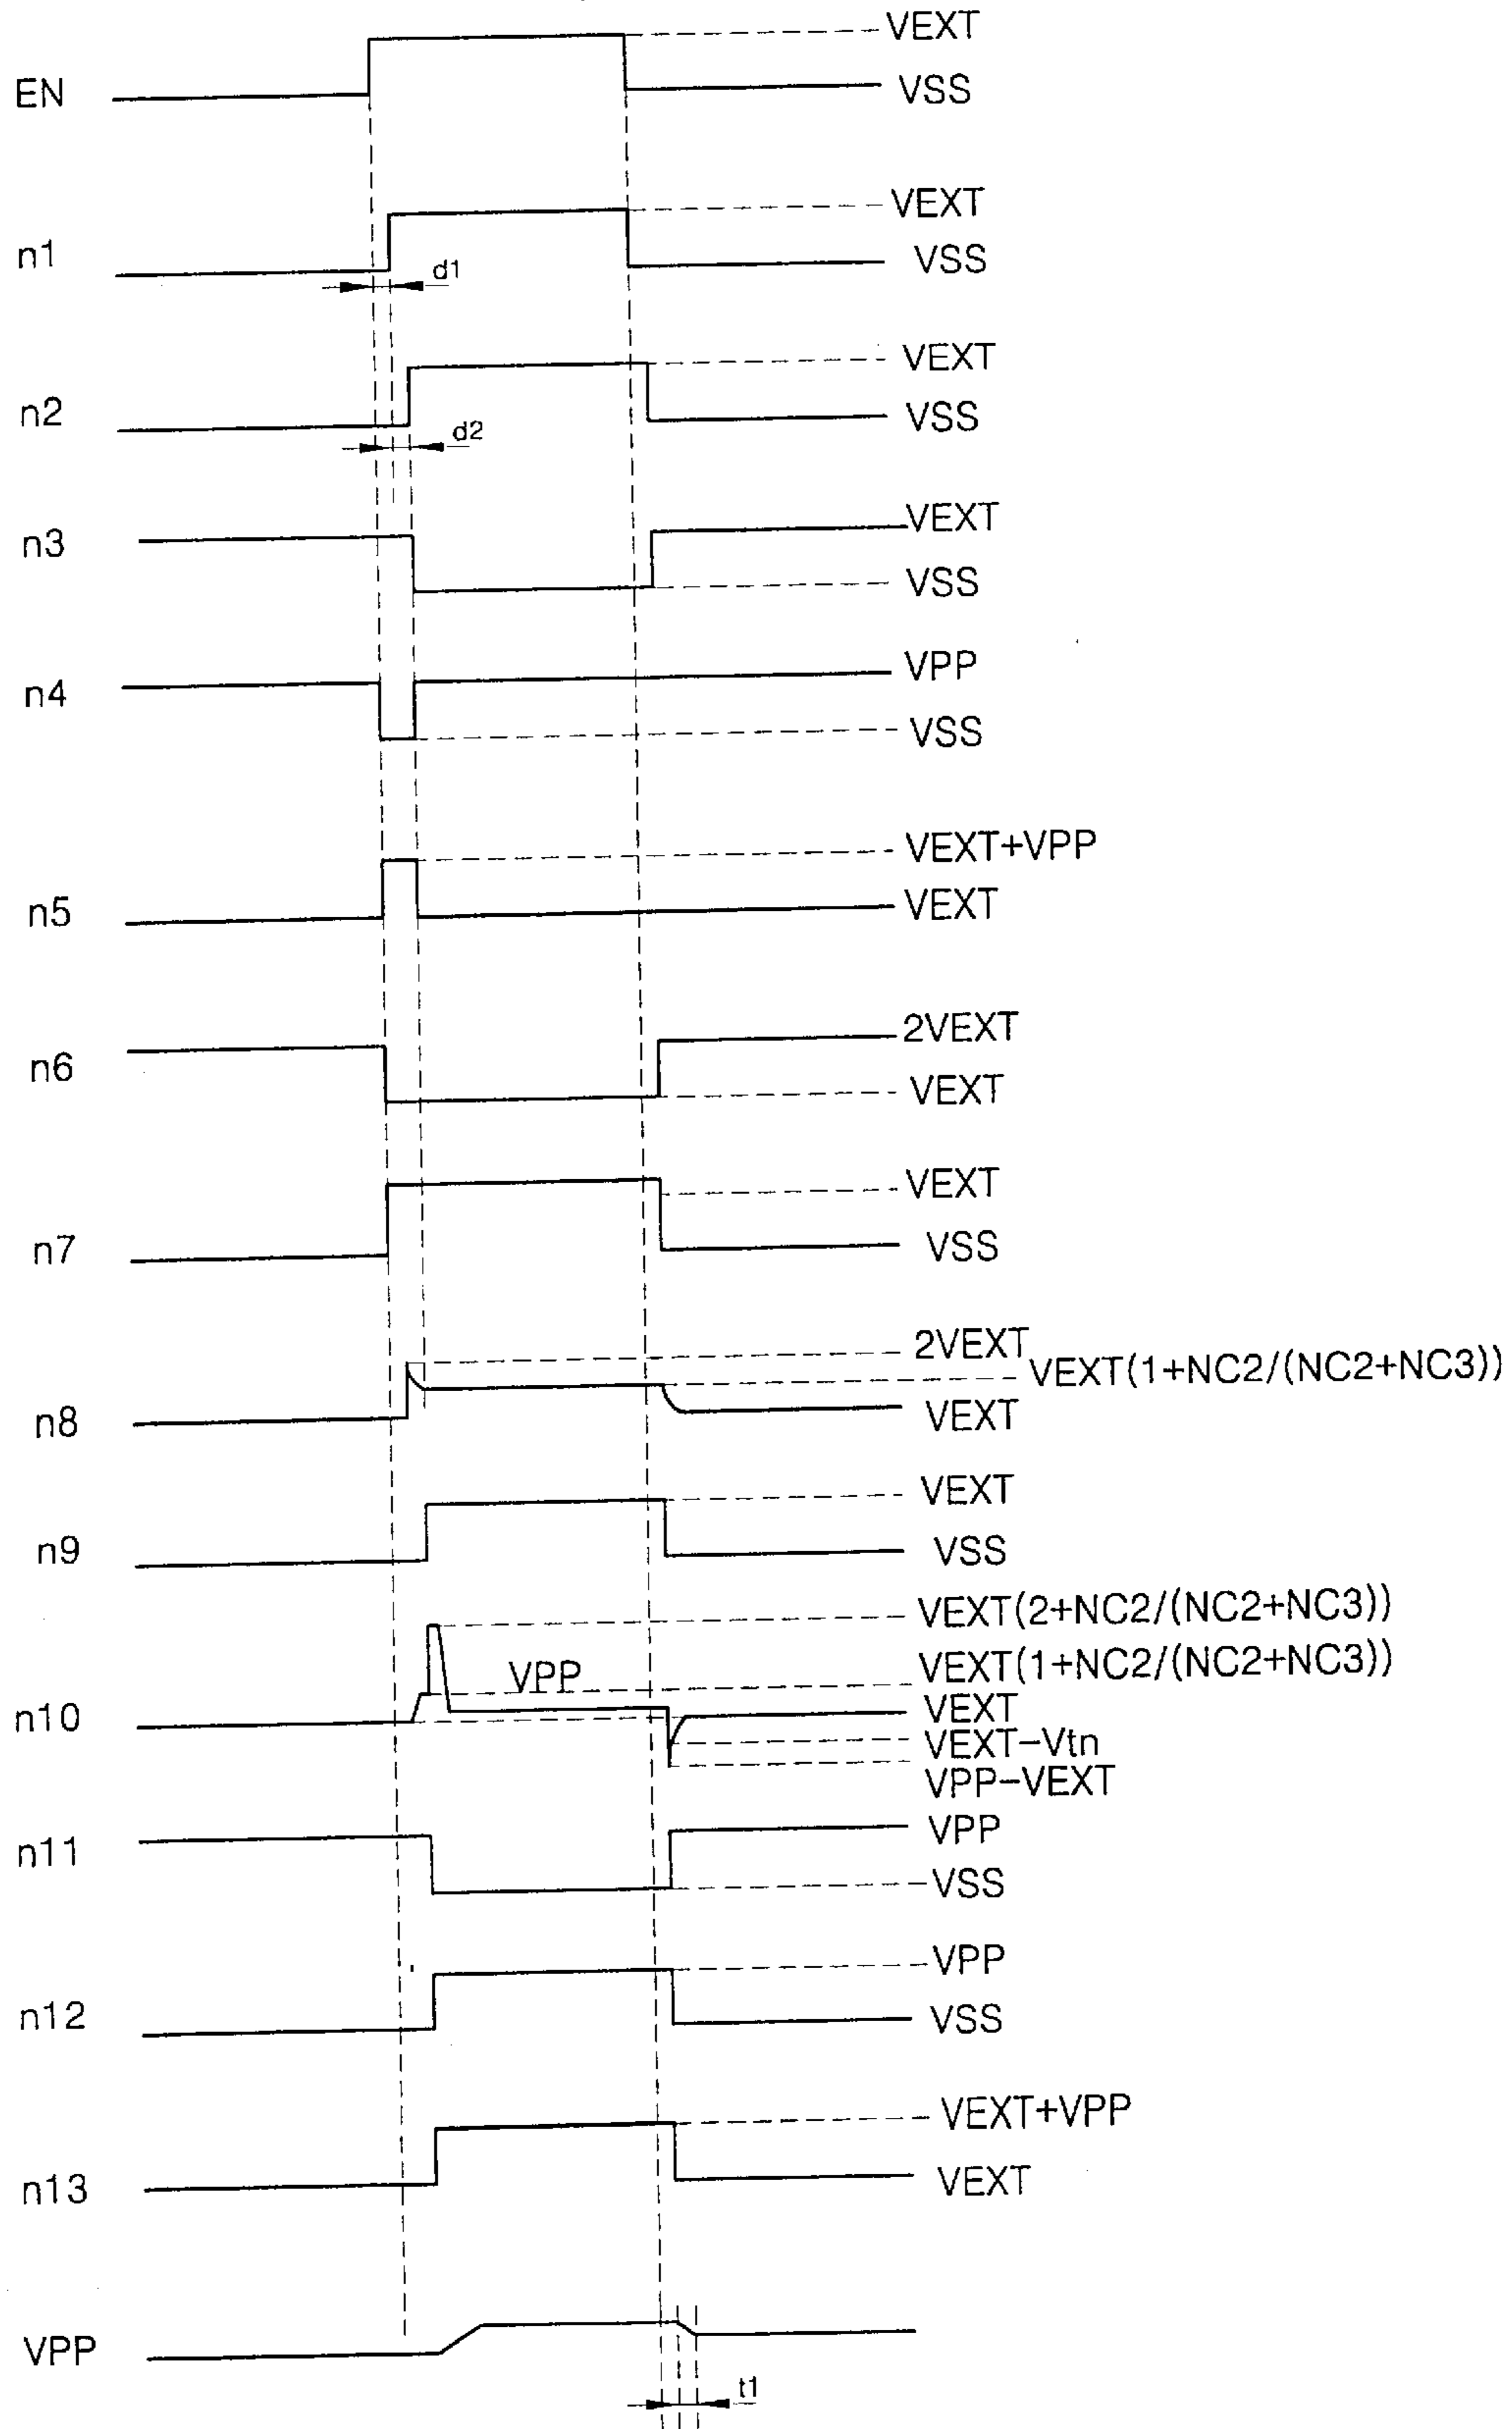 VEXT
EN
VSS
VEXT
n1
VSS
d1
VEXT
n2
VSS
d2
VEXT
n3
VSS
VPP
n4
VSS
VEXT+VPP
n5
VEXT
2VEXT
n6
VEXT
VEXT
n7
VSS
2VEXT
VEXT(1+NC2/(NC2+NC3))
n8
VEXT
VEXT
n9
VSS
VEXT(2+NC2/(NC2+NC3))
VPP
VEXT(1+NC2/(NC2+NC3))
n10
VEXT
VEXT-Vtn
VPP-VEXT
VPP
n11
VSS
VPP
n12
VSS
VEXT+VPP
n13
VEXT
VPP
t1